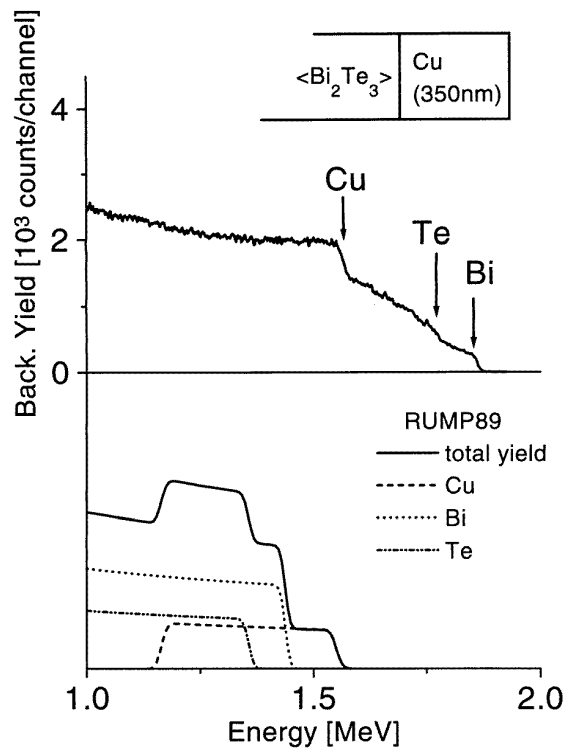 <Bi₂Te₃>
Cu
(350nm)
Back. Yield [10³ counts/channel]
4
2
0
Cu
Te
Bi
RUMP89
total yield
Cu
Bi
Te
1.0 1.5 2.0
Energy [MeV]